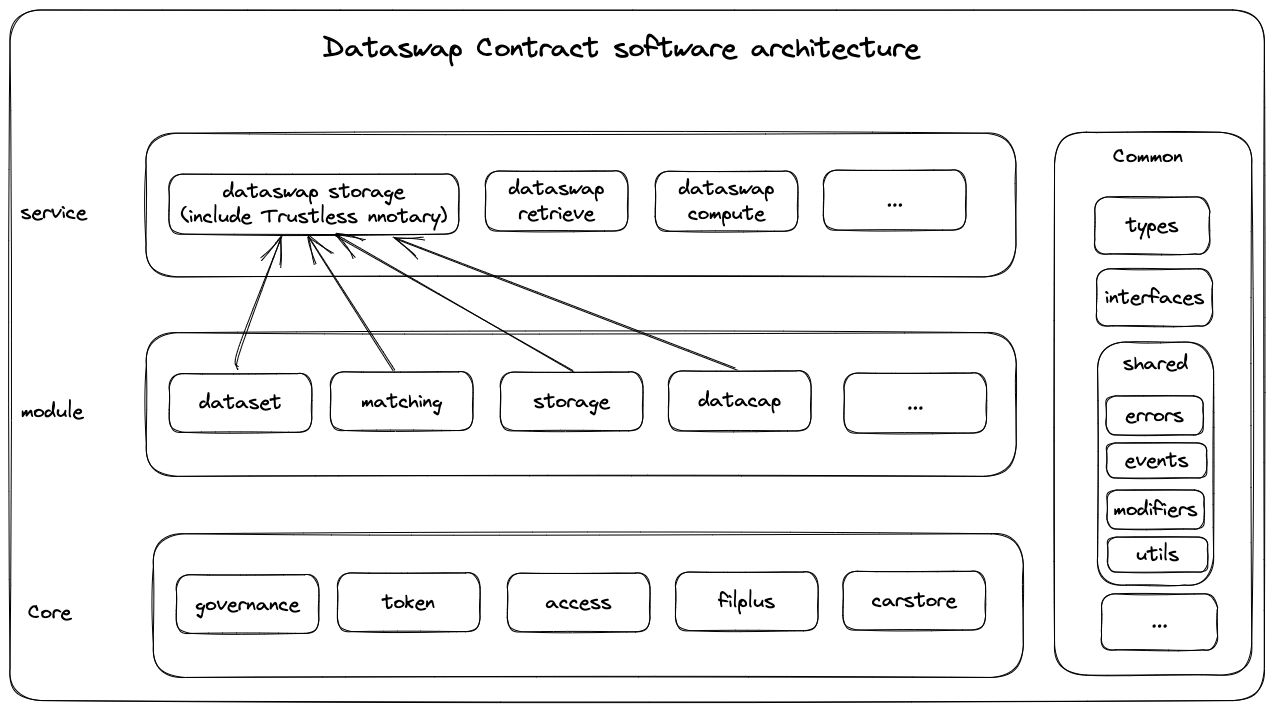 Dataswap Contract software architecture
service
dataswap storage
(include Trustless nnotary)
dataswap
retrieve
dataswap
compute
...
module
dataset
matching
storage
datacap
...
Core
governance
token
access
filplus
carstore
Common
types
interfaces
shared
errors
events
modifiers
utils
...